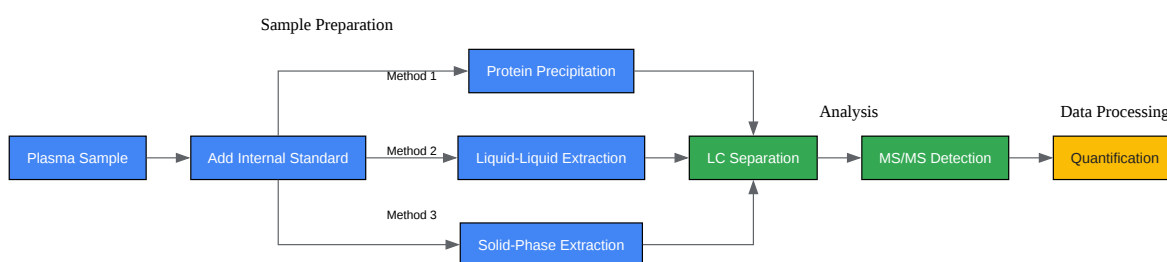 Sample Preparation
Method 1
Protein Precipitation
Analysis
Data Processing
Plasma Sample
Add Internal Standard
Method 2
Liquid-Liquid Extraction
LC Separation
MS/MS Detection
Quantification
Method 3
Solid-Phase Extraction